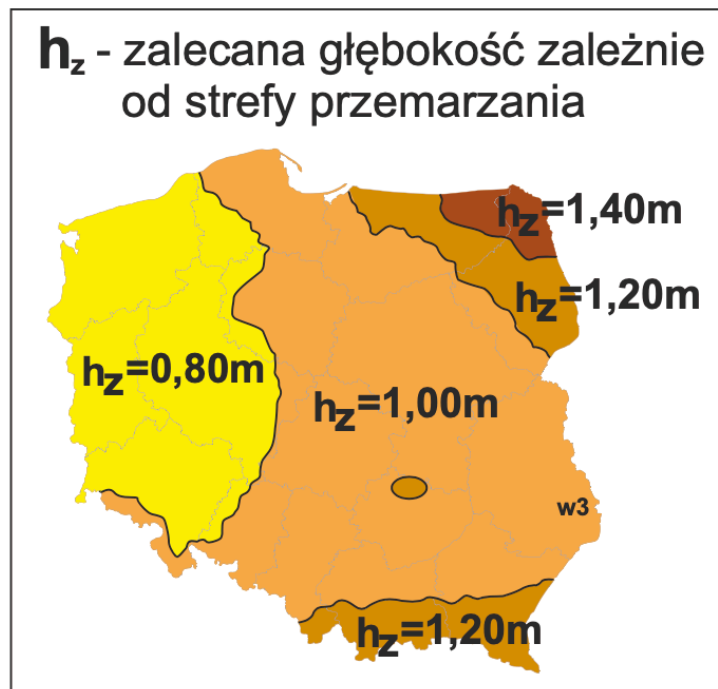 hz - zalecana głębokość zależnie
od strefy przemarzania
hz=1,40m
hz=1,20m
hz=0,80m
hz=1,00m
w3
hz=1,20m